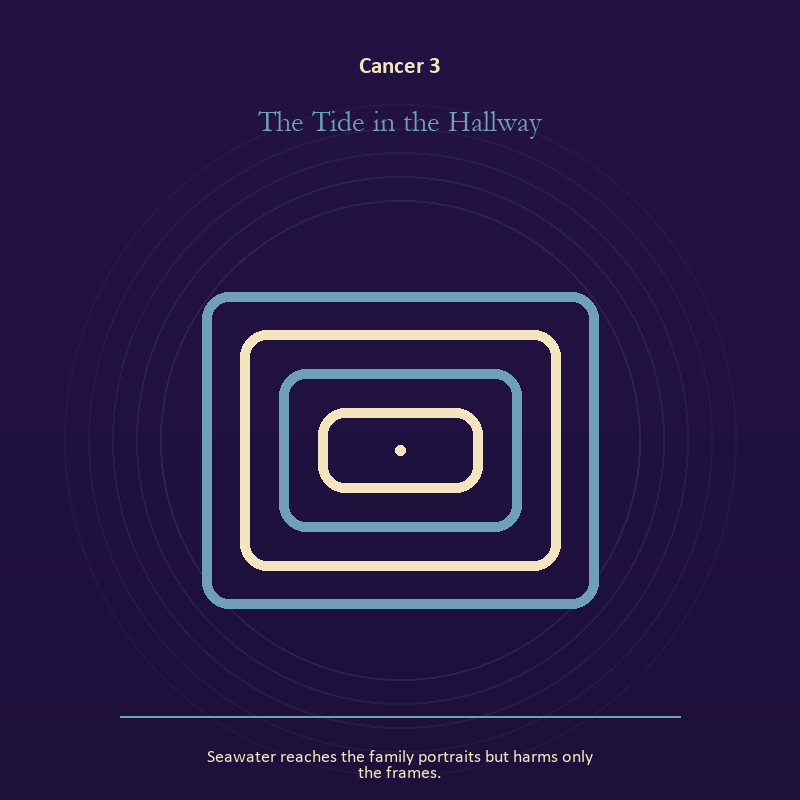 Cancer 3
The Tide in the Hallway
Seawater reaches the family portraits but harms only
the frames.